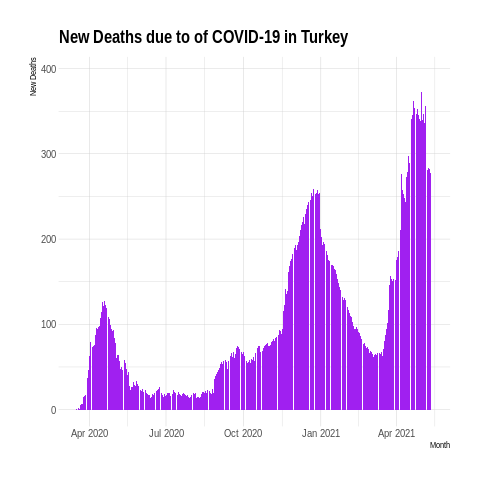 New Deaths due to of COVID-19 in Turkey
New Deaths
400
300
200
100
0
Apr 2020 Jul 2020 Oct 2020 Jan 2021 Apr 2021
Month